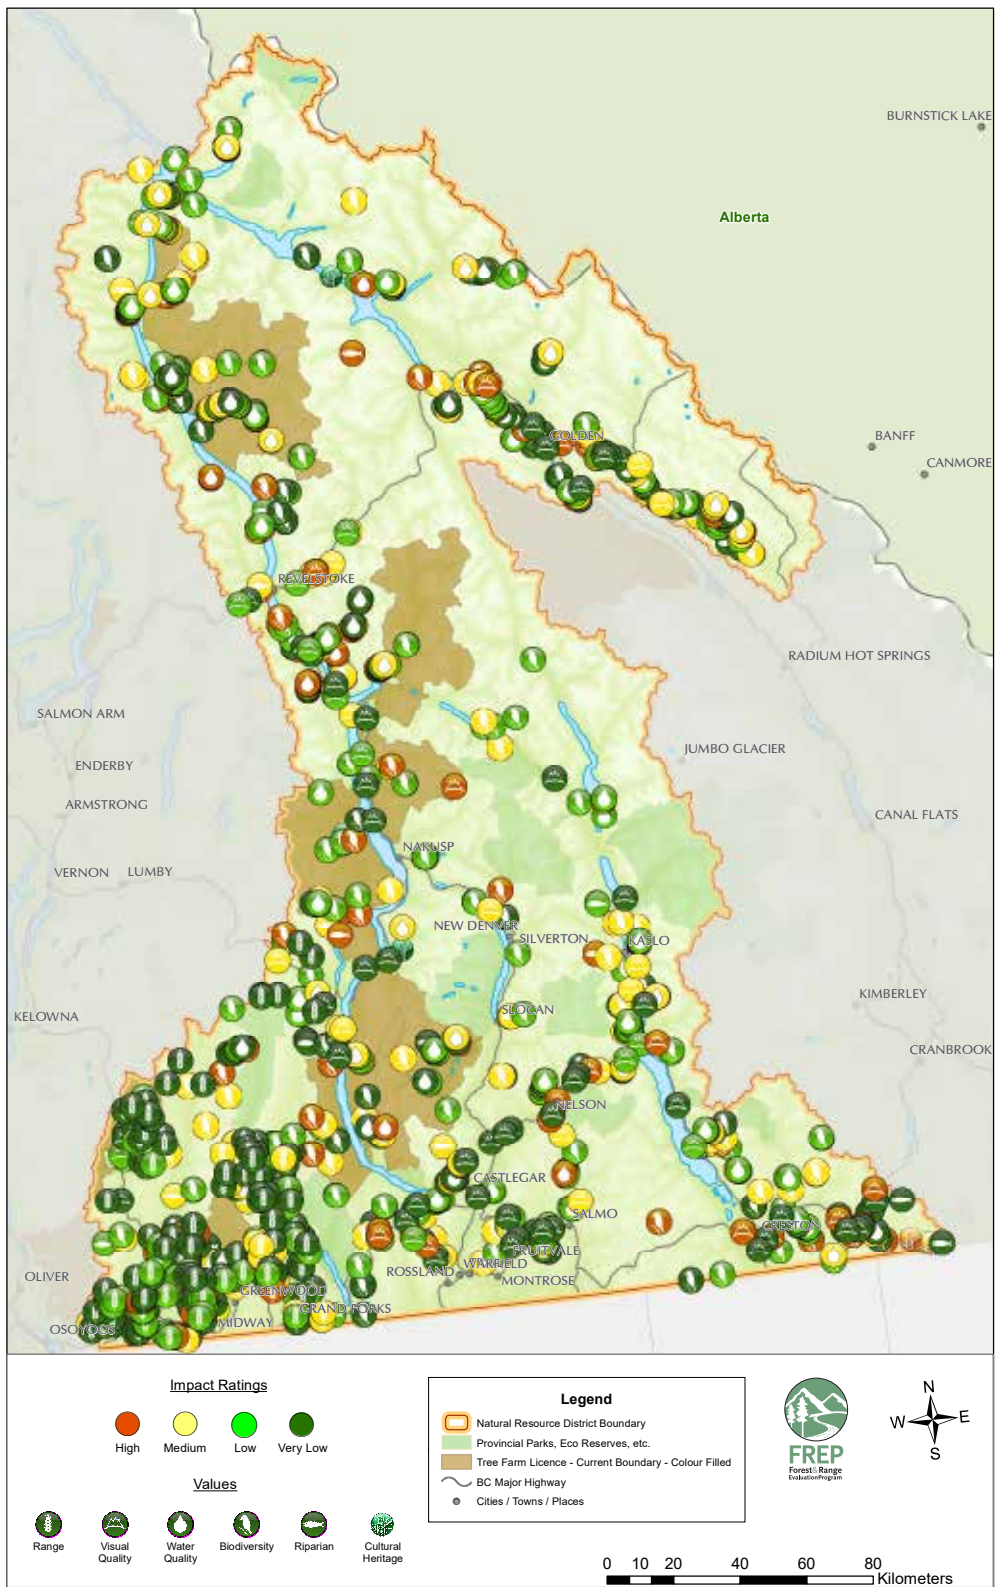 BURNSTICK LAKE
Alberta
GOLDEN
BANFF
CANMORE
REVELSTOKE
RADIUM HOT SPRINGS
SALMON ARM
JUMBO GLACIER
ENDERBY
ARMSTRONG
CANAL FLATS
NAKUSP
VERNON
LUMBY
NEW DENVER
SILVERTON
KASLO
KIMBERLEY
SLOCAN
KELOWNA
CRANBROOK
NELSON
CASTLEGAR
SALMO
CRESTON
FRUITVALE
WARFIELD
ROSSLAND
MONTROSE
OLIVER
GREENWOOD
GRAND FORKS
MIDWAY
OSOYOOS
Impact Ratings
High
Medium
Low
Very Low
Values
Range
Visual
Quality
Water
Quality
Biodiversity
Riparian
Cultural
Heritage
Legend
Natural Resource District Boundary
Provincial Parks, Eco Reserves, etc.
Tree Farm Licence - Current Boundary - Colour Filled
BC Major Highway
Cities / Towns / Places
FREP
Forest & Range
Evaluation Program
N
W E
S
0 10 20 40 60 80
Kilometers